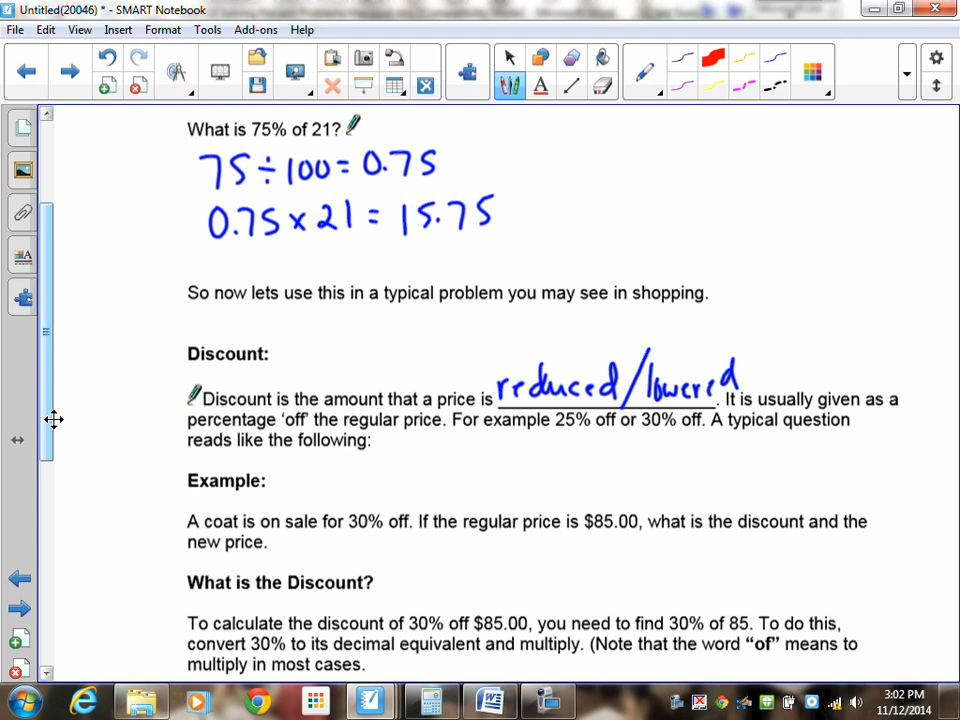 Untitled(20046) * - SMART Notebook
File Edit View Insert Format Tools Add-ons Help
What is 75% of 21?
75 ÷ 100 = 0.75
0.75 × 21 = 15.75
So now lets use this in a typical problem you may see in shopping.
Discount:
Discount is the amount that a price is reduced/lowered. It is usually given as a
percentage ‘off’ the regular price. For example 25% off or 30% off. A typical question
reads like the following:
Example:
A coat is on sale for 30% off. If the regular price is $85.00, what is the discount and the
new price.
What is the Discount?
To calculate the discount of 30% off $85.00, you need to find 30% of 85. To do this,
convert 30% to its decimal equivalent and multiply. (Note that the word “of” means to
multiply in most cases.
3:02 PM
11/12/2014